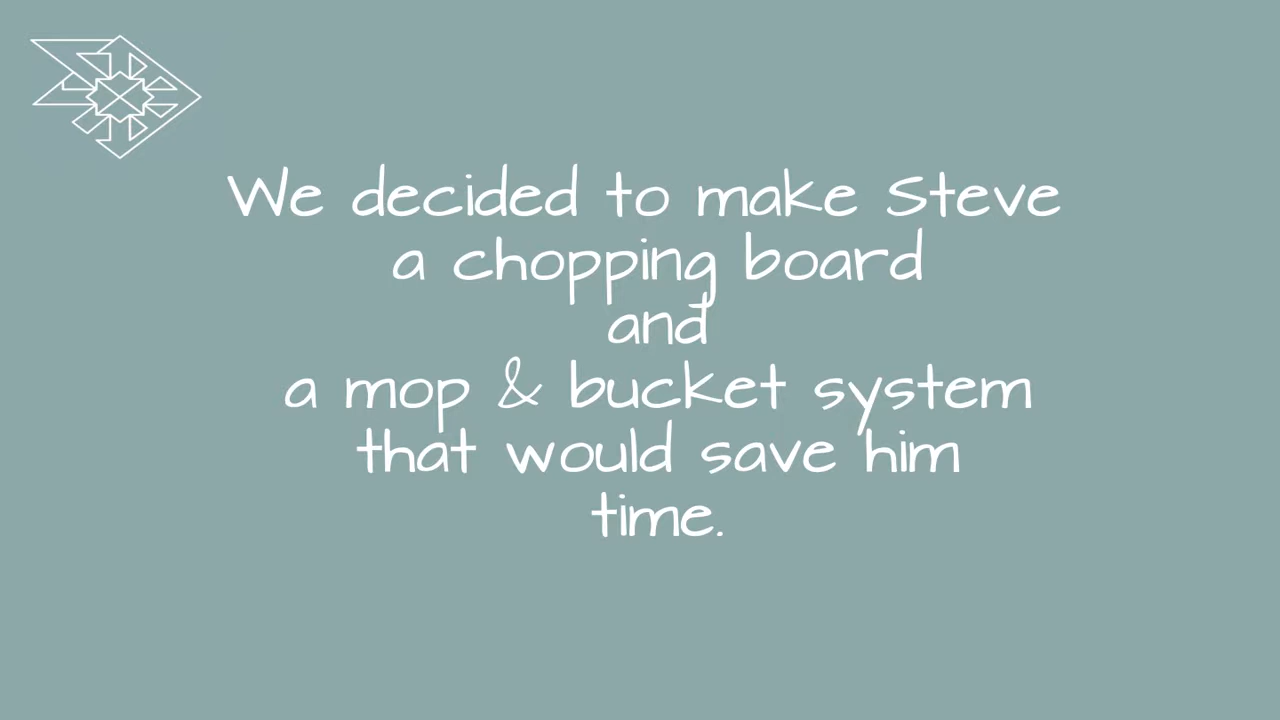 We decided to make Steve
a chopping board
and
a mop & bucket system
that would save him
time.